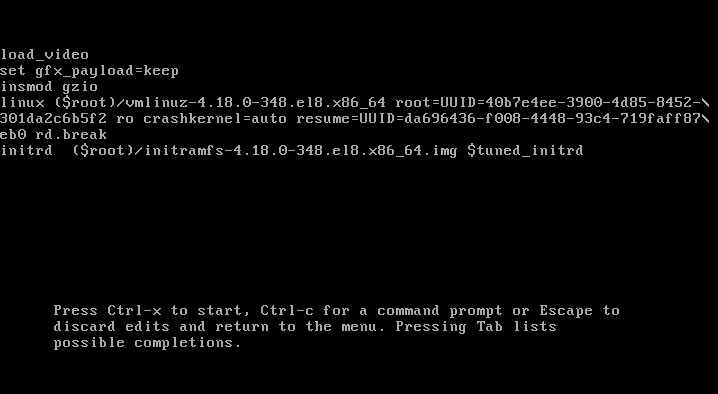 load_video
set gfx_payload=keep
insmod gzio
linux ($root)/vmlinuz-4.18.0-348.el8.x86_64 root=UUID=40b7e4ee-3900-4d85-8452-\
301da2c6b5f2 ro crashkernel=auto resume=UUID=da696436-f008-4448-93c4-719faff87\
eb0 rd.break
initrd  ($root)/initramfs-4.18.0-348.el8.x86_64.img $tuned_initrd
Press Ctrl-x to start, Ctrl-c for a command prompt or Escape to
discard edits and return to the menu. Pressing Tab lists
possible completions.